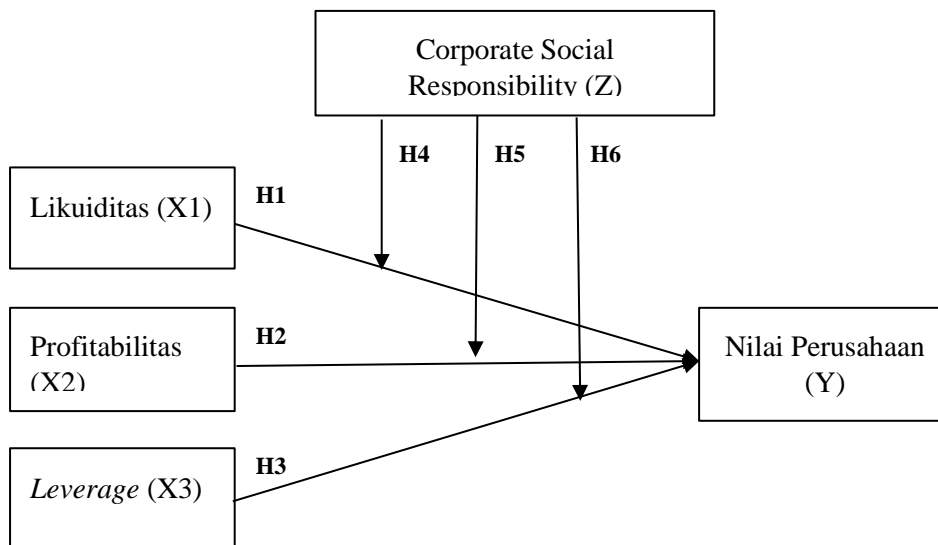 Corporate Social
Responsibility (Z)
H4
H5
H6
H1
Likuiditas (X1)
H2
Profitabilitas
(X2)
Nilai Perusahaan
(Y)
H3
Leverage (X3)